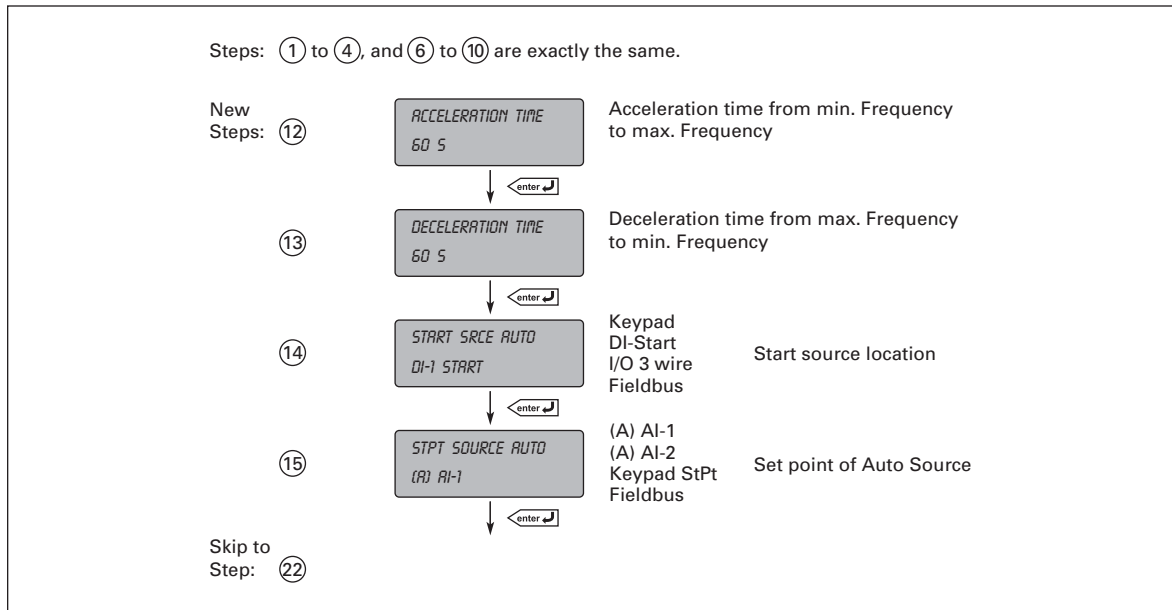 Steps: 1 to 4, and 6 to 10 are exactly the same.
New
Steps: 12
ACCELERATION TIME
60 S
Acceleration time from min. Frequency
to max. Frequency
enter
13
DECELERATION TIME
60 S
Deceleration time from max. Frequency
to min. Frequency
enter
14
START SRCE AUTO
DI-1 START
Keypad
DI-Start
I/O 3 wire
Fieldbus
Start source location
enter
15
STPT SOURCE AUTO
(A) AI-1
(A) AI-1
(A) AI-2
Keypad StPt
Fieldbus
Set point of Auto Source
enter
Skip to
Step: 22